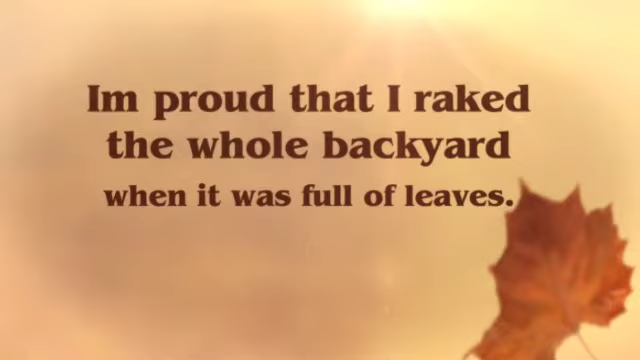 Im proud that I raked
the whole backyard
when it was full of leaves.